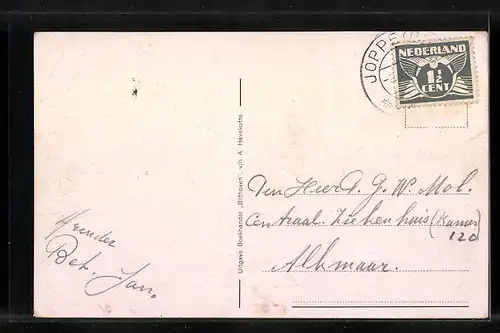 JOPPE
NEDERLAND
1½
CENT
Uitgave Boekhandel „Bilthoven", v/h A. Havekotte
Den Heer G. W. Mol.
Centraal Ziekenhuis (Kamer
120
Alkmaar.
Afzender
Bet. Jan.